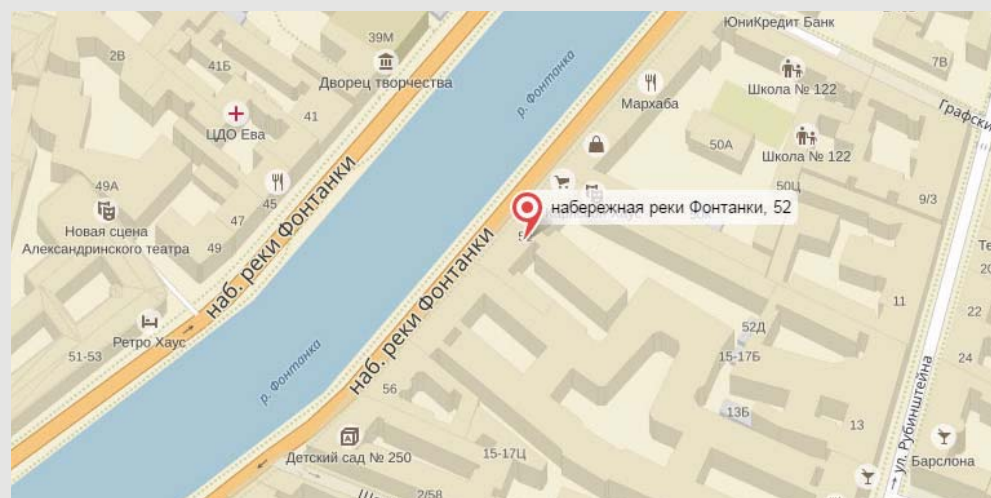 ЮниКредит Банк
39М
2В
41Б
Дворец творчества
7В
Школа № 122
Мархаба
р. Фонтанка
41
ЦДО Ева
50А
Школа № 122
49А
45
50Ц
9/3
47
набережная реки Фонтанки, 52
Новая сцена
Александринского театра
49
наб. реки Фонтанки
наб. реки Фонтанки
11
22
52Д
Ретро Хаус
51-53
15-17Б
24
р. Фонтанка
56
13Б
13
ул. Рубинштейна
Детский сад № 250
15-17Ц
Барслона
2/58